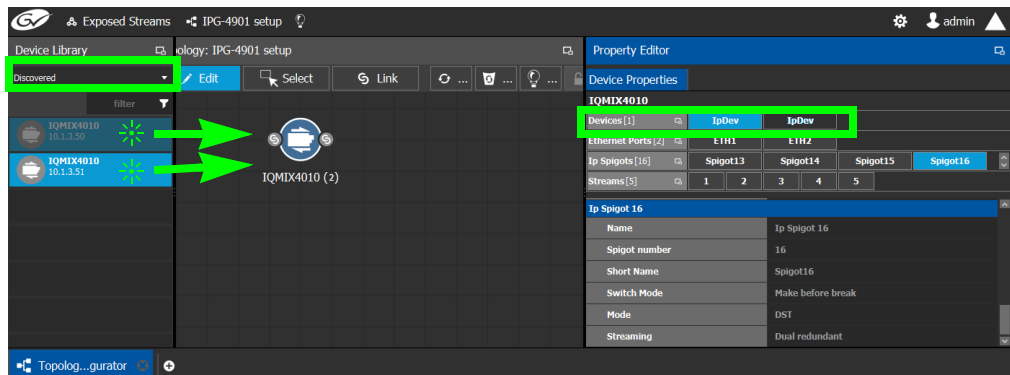 GV Exposed Streams IPG-4901 setup admin
Device Library ology: IPG-4901 setup Property Editor
Discovered Edit Select Link ... ... ... Device Properties
filter IQMIX4010
Devices [1] IpDev IpDev
IQMIX4010 Ethernet Ports [2] ETH1 ETH2
10.1.3.50
IQMIX4010 Ip Spigots [16] Spigot13 Spigot14 Spigot15 Spigot16
10.1.3.51 IQMIX4010 (2) Streams [5] 1 2 3 4 5
Ip Spigot 16
Name Ip Spigot 16
Spigot number 16
Short Name Spigot16
Switch Mode Make before break
Mode DST
Streaming Dual redundant
Topolog...gurator